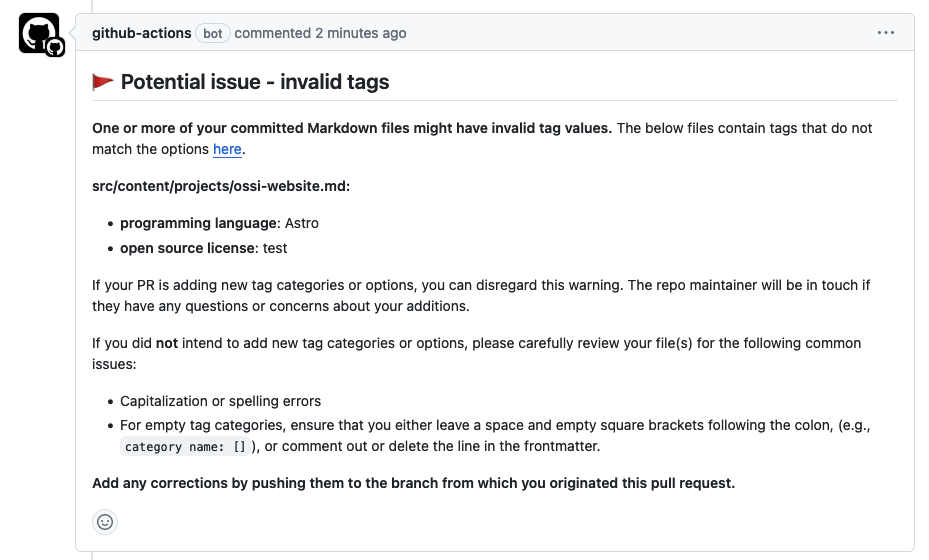 github-actions bot commented 2 minutes ago
Potential issue - invalid tags
One or more of your committed Markdown files might have invalid tag values. The below files contain tags that do not
match the options here.
src/content/projects/ossi-website.md:
• programming language: Astro
• open source license: test
If your PR is adding new tag categories or options, you can disregard this warning. The repo maintainer will be in touch if
they have any questions or concerns about your additions.
If you did not intend to add new tag categories or options, please carefully review your file(s) for the following common
issues:
• Capitalization or spelling errors
• For empty tag categories, ensure that you either leave a space and empty square brackets following the colon, (e.g.,
category name: [] ), or comment out or delete the line in the frontmatter.
Add any corrections by pushing them to the branch from which you originated this pull request.